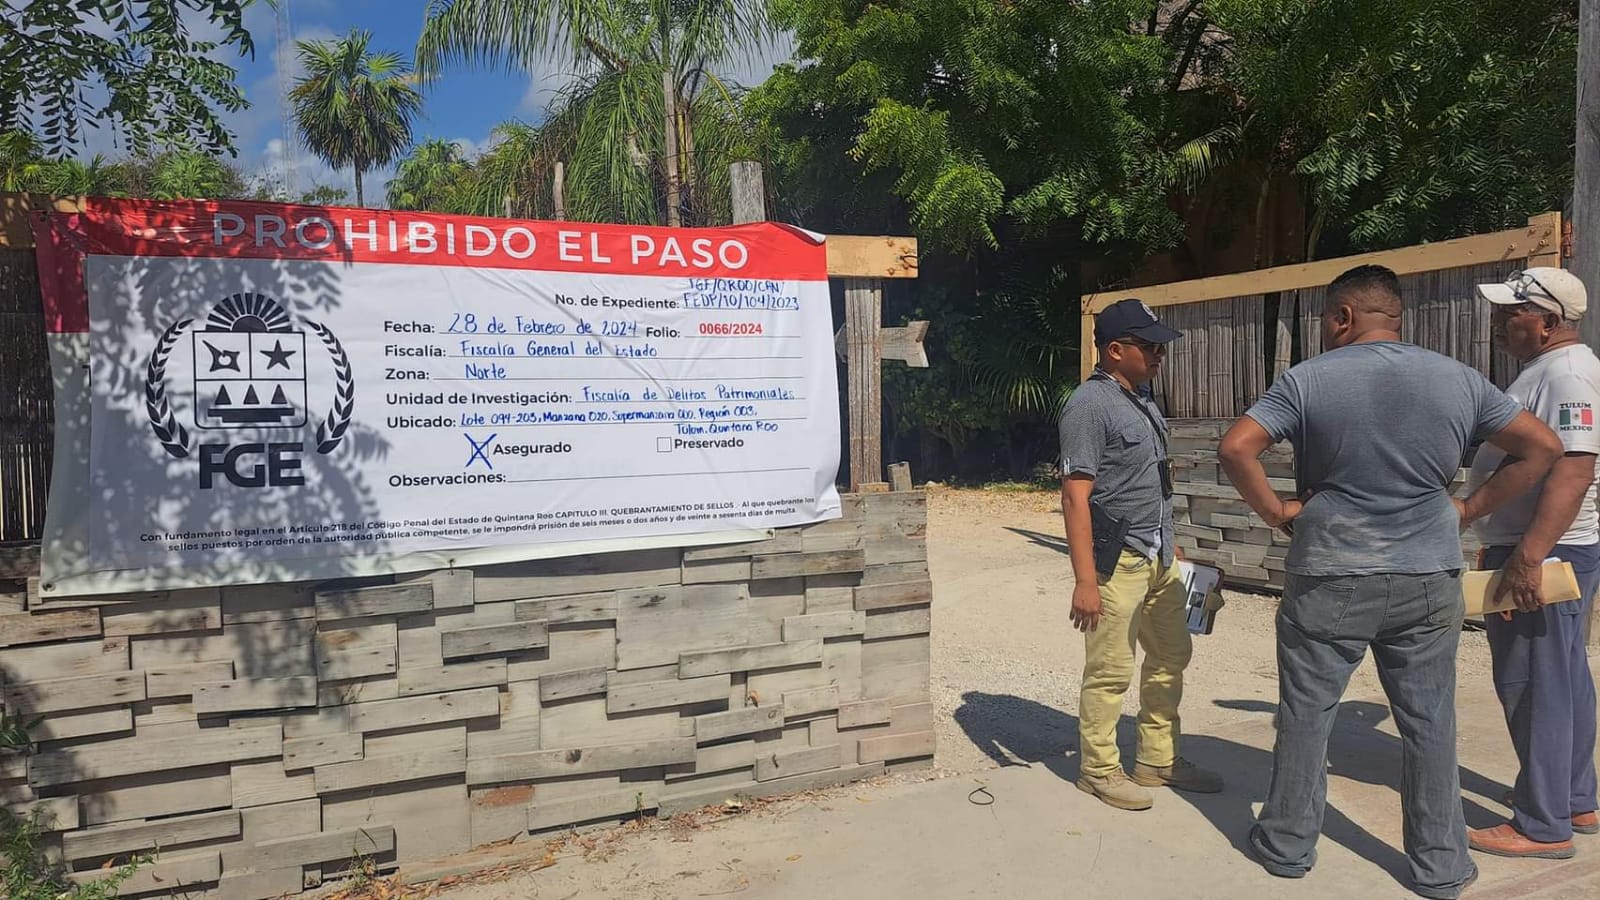 PROHIBIDO EL PASO
No. de Expediente: FGE/QROO/CAN/
FEDP/10/104/2023
Fecha: 28 de Febrero de 2024 Folio: 0066/2024
Fiscalía: Fiscalía General del Estado
Zona: Norte
Unidad de Investigación: Fiscalía de Delitos Patrimoniales
Ubicado: Lote 094-203, Manzana 020, Supermanzana 000, Región 003,
Tulum, Quintana Roo
Asegurado Preservado
Observaciones:
FGE
Con fundamento legal en el Artículo 218 del Código Penal del Estado de Quintana Roo CAPITULO III. QUEBRANTAMIENTO DE SELLOS .- Al que quebrante los
sellos puestos por orden de la autoridad pública competente, se le impondrá prisión de seis meses o dos años y de veinte a sesenta días de multa.
TULUM
MEXICO